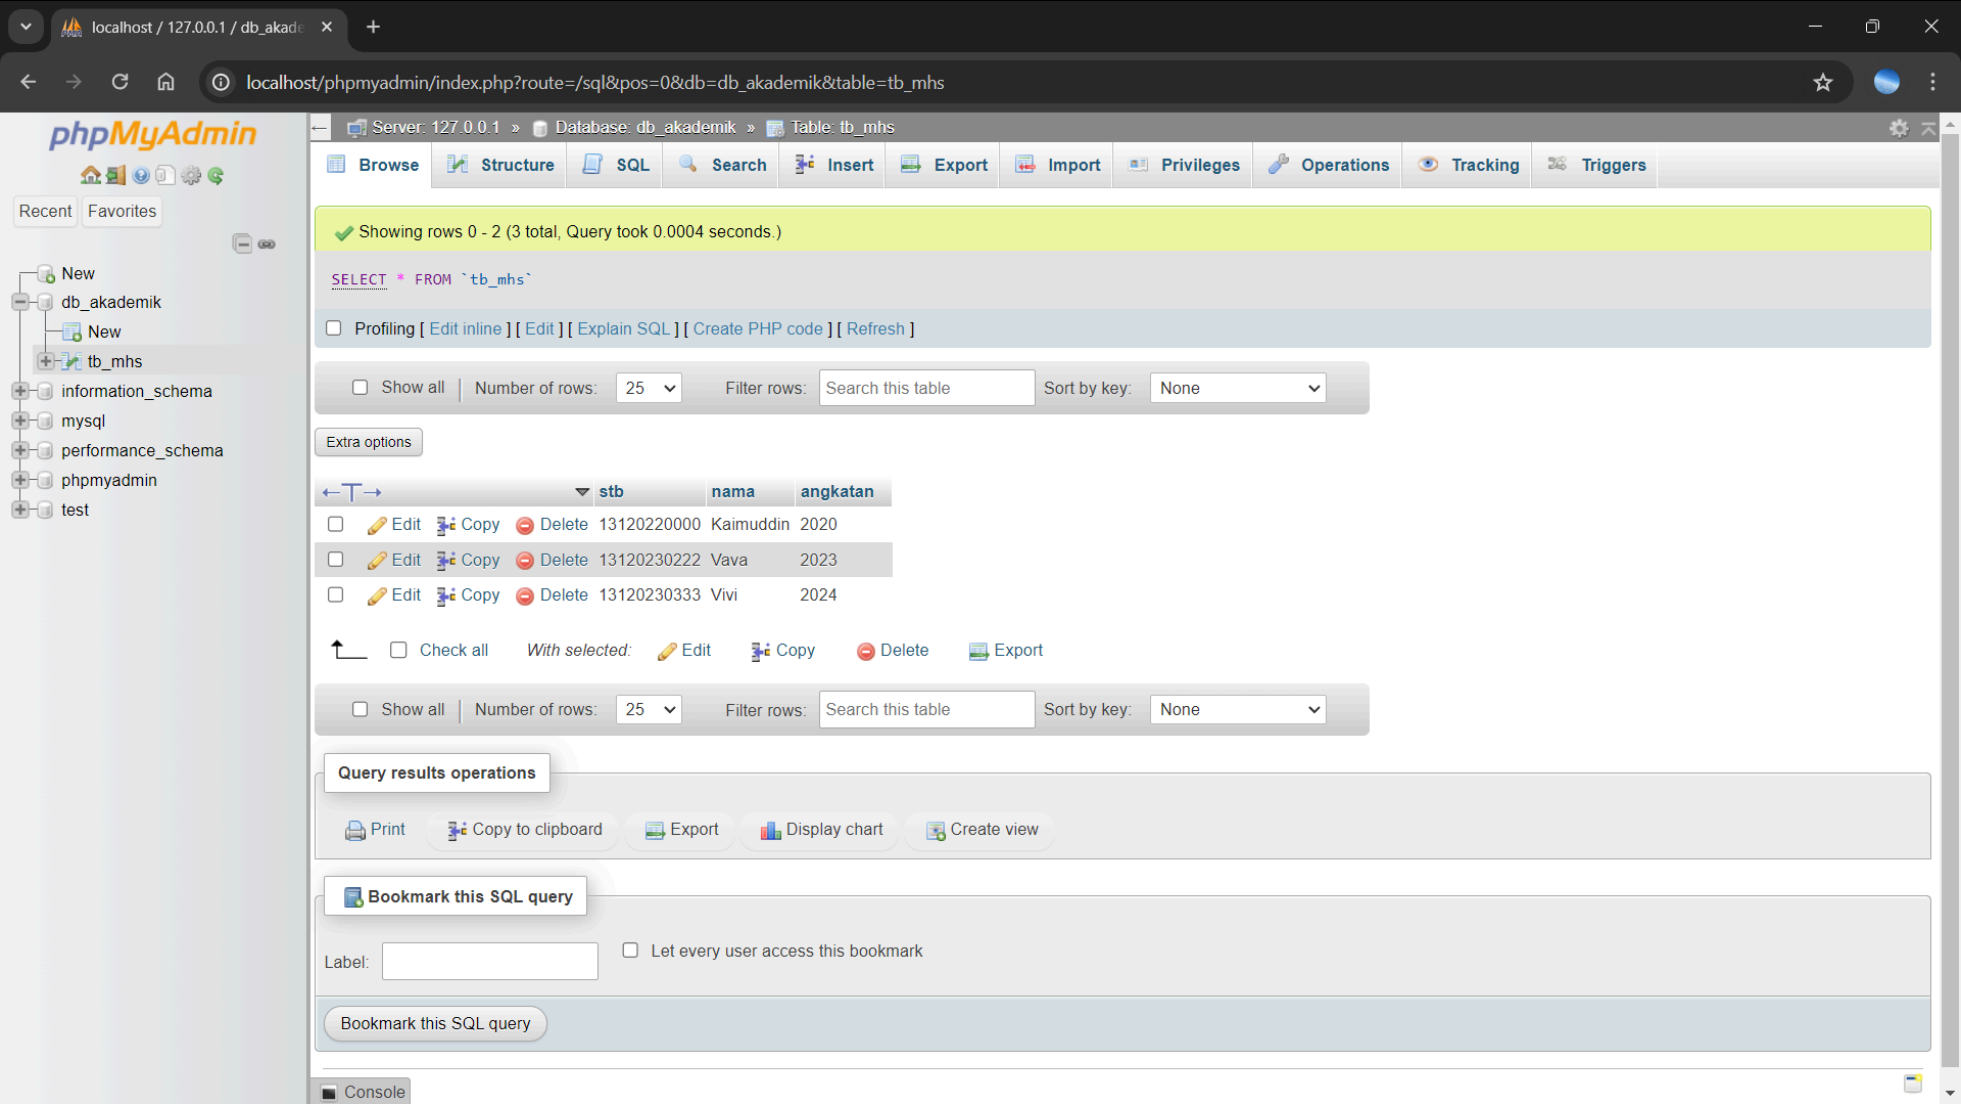 localhost / 127.0.0.1 / db_akade
localhost/phpmyadmin/index.php?route=/sql&pos=0&db=db_akademik&table=tb_mhs
phpMyAdmin
Recent Favorites
New
db_akademik
New
tb_mhs
information_schema
mysql
performance_schema
phpmyadmin
test
Server: 127.0.0.1 » Database: db_akademik » Table: tb_mhs
Browse Structure SQL Search Insert Export Import Privileges Operations Tracking Triggers
Showing rows 0 - 2 (3 total, Query took 0.0004 seconds.)
SELECT * FROM `tb_mhs`
Profiling [ Edit inline ] [ Edit ] [ Explain SQL ] [ Create PHP code ] [ Refresh ]
Show all Number of rows: 25 Filter rows: Search this table Sort by key: None
Extra options
←T→ stb nama angkatan
Edit Copy Delete 13120220000 Kaimuddin 2020
Edit Copy Delete 13120230222 Vava 2023
Edit Copy Delete 13120230333 Vivi 2024
Check all With selected: Edit Copy Delete Export
Show all Number of rows: 25 Filter rows: Search this table Sort by key: None
Query results operations
Print Copy to clipboard Export Display chart Create view
Bookmark this SQL query
Label: Let every user access this bookmark
Bookmark this SQL query
Console